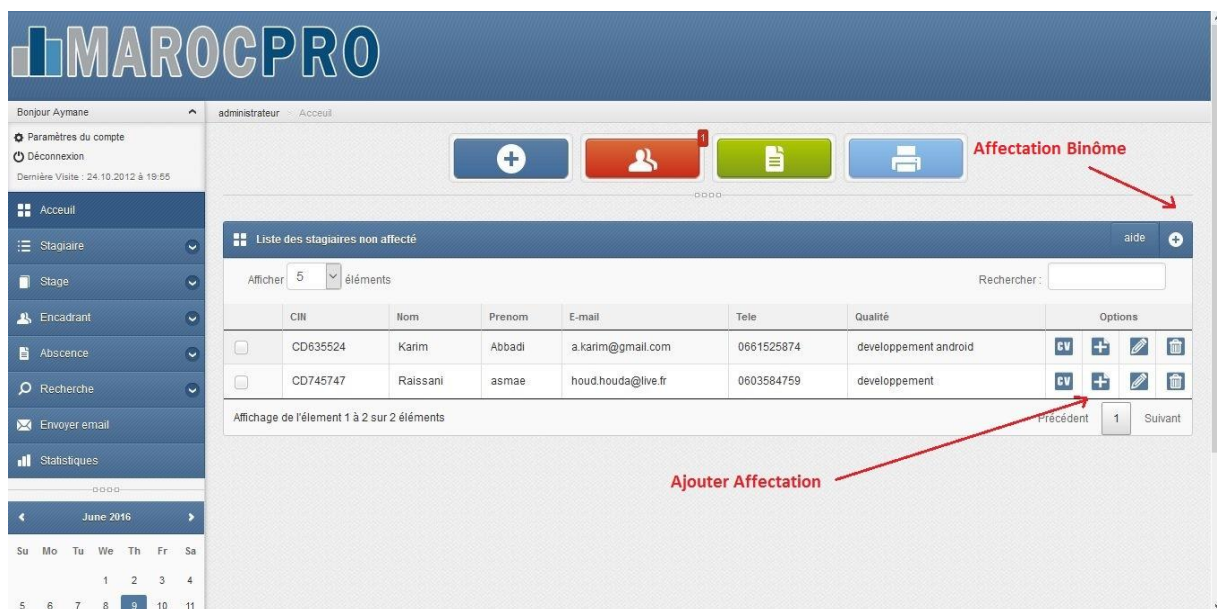 MAROCPRO
Bonjour Aymane
administrateur Acceuil
Paramètres du compte
Déconnexion
Dernière Visite : 24.10.2012 à 19:55
1
Affectation Binôme
Acceuil
Stagiaire
Stage
Encadrant
Abscence
Recherche
Envoyer email
Statistiques
June 2016
Su Mo Tu We Th Fr Sa
1 2 3 4
5 6 7 8 9 10 11
Liste des stagiaires non affecté aide
Afficher 5 éléments Rechercher :
CIN Nom Prenom E-mail Tele Qualité Options
CD635524 Karim Abbadi a.karim@gmail.com 0661525874 developpement android CV
CD745747 Raissani asmae houd.houda@live.fr 0603584759 developpement CV
Affichage de l'élement 1 à 2 sur 2 éléments Précédent 1 Suivant
Ajouter Affectation